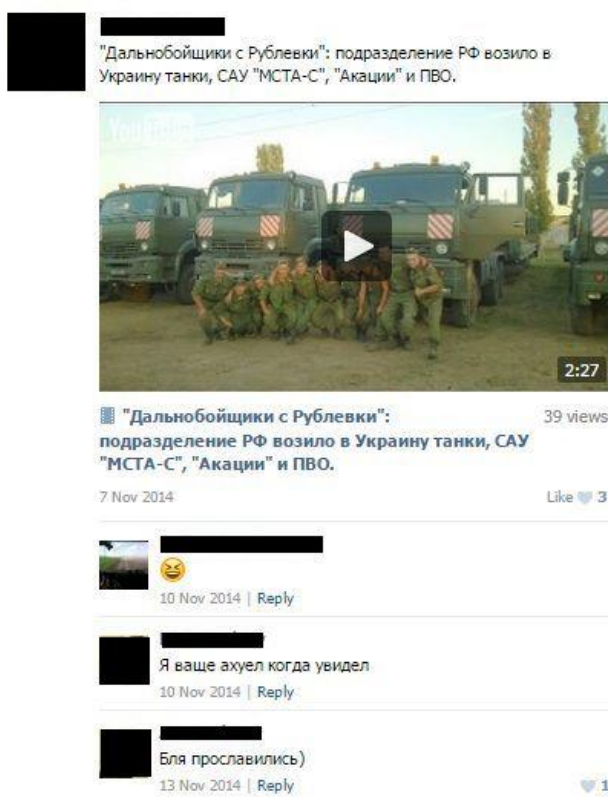 "Дальнобойщики с Рублевки": подразделение РФ возило в
Украину танки, САУ "МСТА-С", "Акации" и ПВО.
YouTube
2:27
"Дальнобойщики с Рублевки":
39 views
подразделение РФ возило в Украину танки, САУ
"МСТА-С", "Акации" и ПВО.
7 Nov 2014
Like 3
10 Nov 2014 | Reply
Я ваще ахуел когда увидел
10 Nov 2014 | Reply
Бля прославились)
13 Nov 2014 | Reply
1